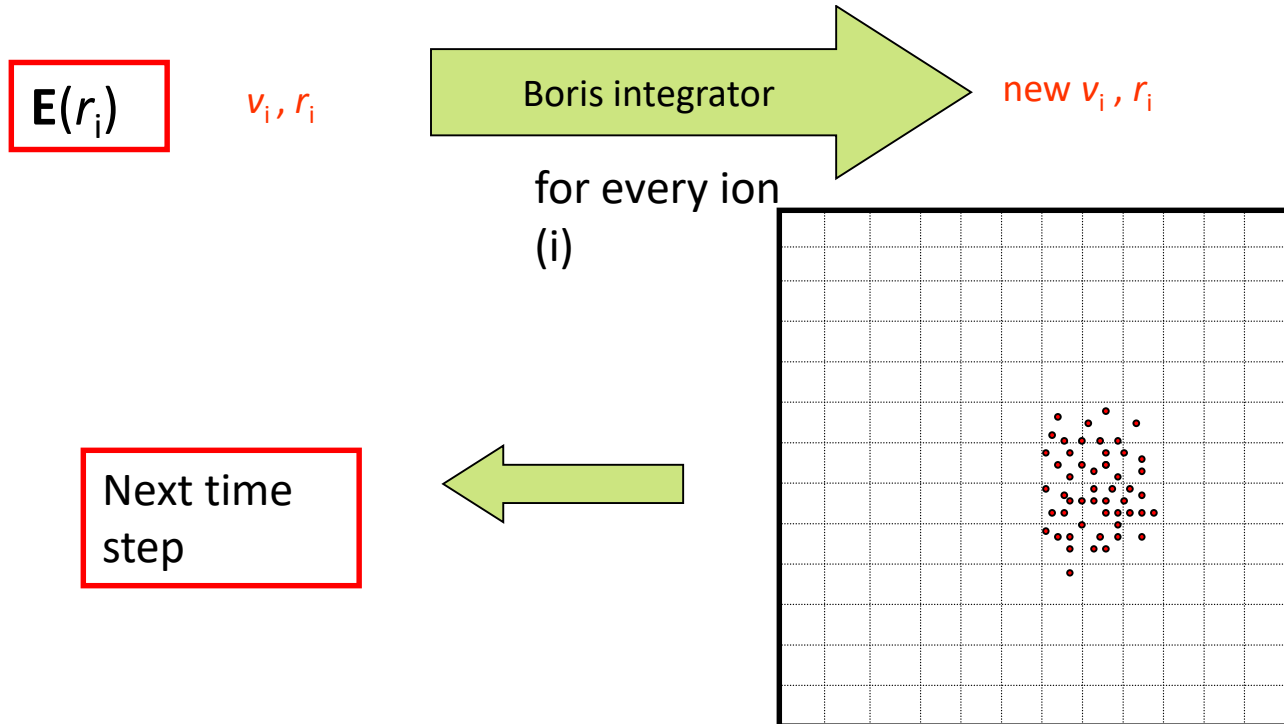 E(rᵢ)
vᵢ , rᵢ
Boris integrator
new vᵢ , rᵢ
for every ion
(i)
Next time
step